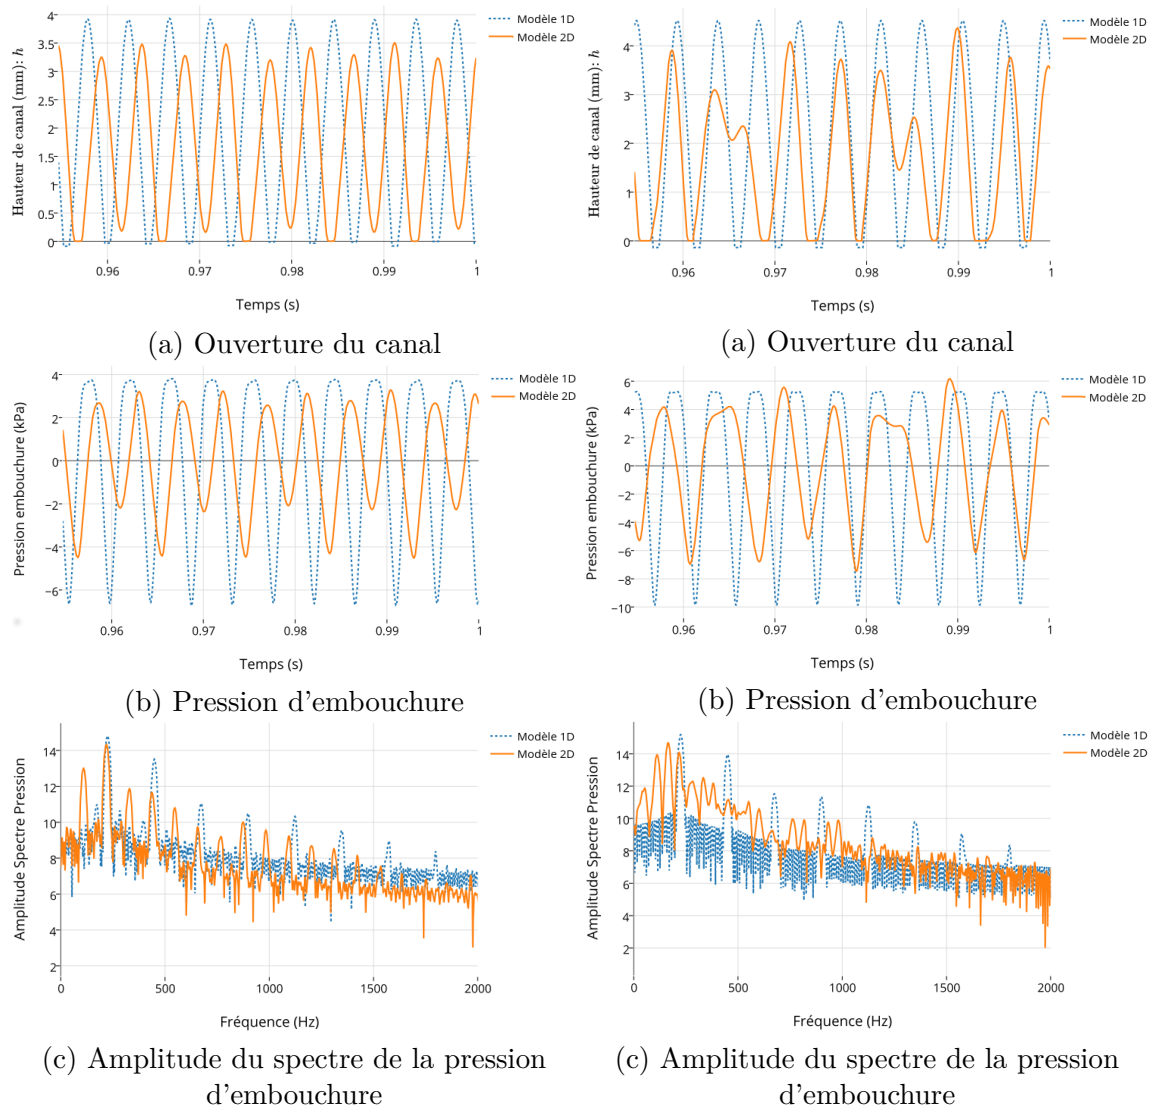 Modèle 1D
Modèle 2D
Hauteur de canal (mm): h
4
3.5
3
2.5
2
1.5
1
0.5
0
0.96
0.97
0.98
0.99
1
Temps (s)
(a) Ouverture du canal
Modèle 1D
Modèle 2D
Hauteur de canal (mm): h
4
3
2
1
0
0.96
0.97
0.98
0.99
1
Temps (s)
(a) Ouverture du canal
Modèle 1D
Modèle 2D
Pression embouchure (kPa)
4
2
0
−2
−4
−6
0.96
0.97
0.98
0.99
1
Temps (s)
(b) Pression d'embouchure
Modèle 1D
Modèle 2D
Pression embouchure (kPa)
6
4
2
0
−2
−4
−6
−8
−10
0.96
0.97
0.98
0.99
1
Temps (s)
(b) Pression d'embouchure
Modèle 1D
Modèle 2D
Amplitude Spectre Pression
14
12
10
8
6
4
2
0
500
1000
1500
2000
Fréquence (Hz)
(c) Amplitude du spectre de la pression
d'embouchure
Modèle 1D
Modèle 2D
Amplitude Spectre Pression
14
12
10
8
6
4
2
0
500
1000
1500
2000
Fréquence (Hz)
(c) Amplitude du spectre de la pression
d'embouchure